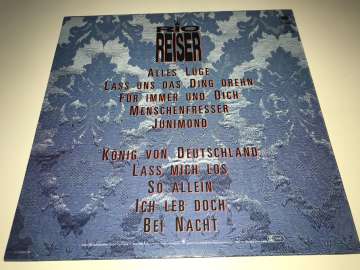 RIO
REISER
ALLES LÜGE
LASS UNS DAS DING DREHN
FÜR IMMER UND DICH
MENSCHENFRESSER
JUNIMOND
KÖNIG VON DEUTSCHLAND
LASS MICH LOS
SO ALLEIN
ICH LEB DOCH
BEI NACHT